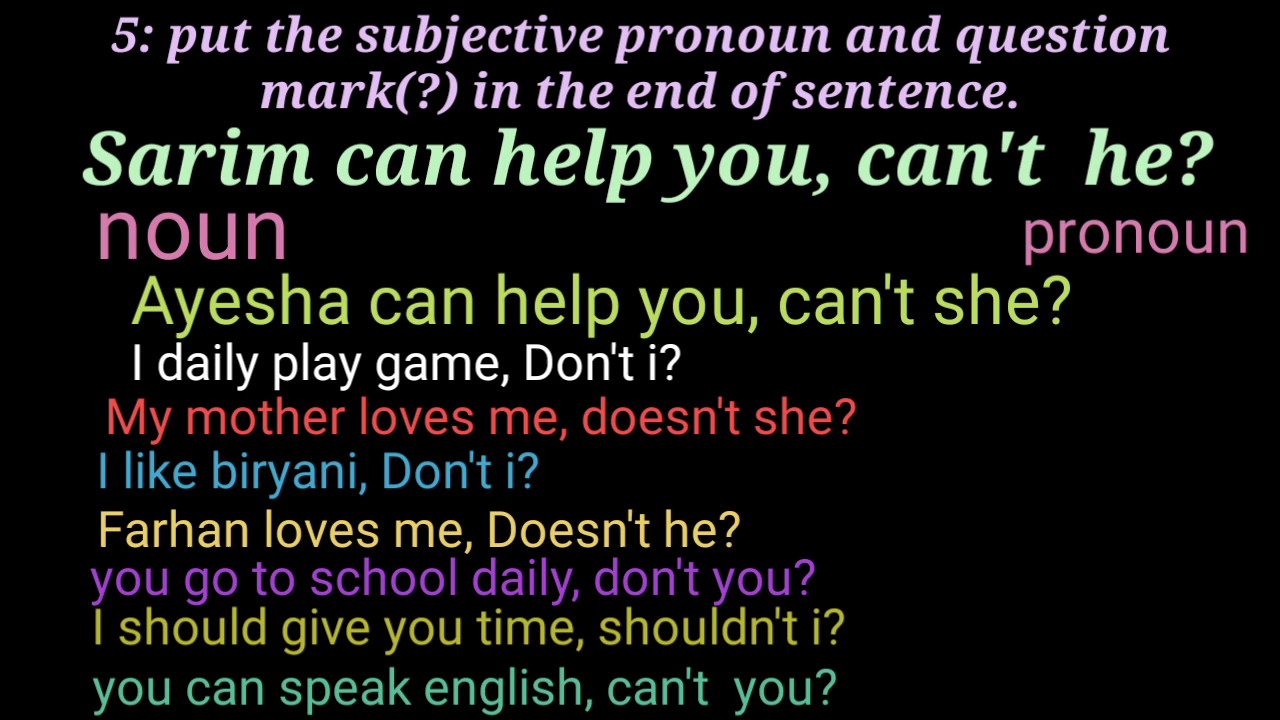 5: put the subjective pronoun and question
mark(?) in the end of sentence.
Sarim can help you, can't he?
noun pronoun
Ayesha can help you, can't she?
I daily play game, Don't i?
My mother loves me, doesn't she?
I like biryani, Don't i?
Farhan loves me, Doesn't he?
you go to school daily, don't you?
I should give you time, shouldn't i?
you can speak english, can't you?